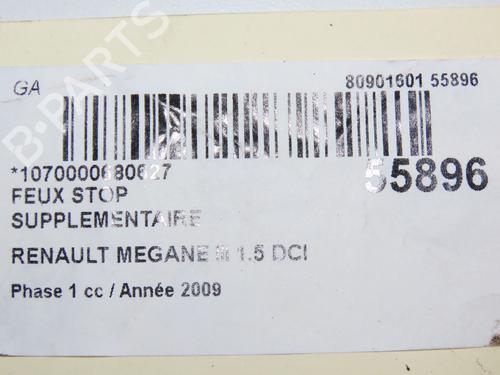 GA
80901601 55896
*1070000680627
55896
FEUX STOP
SUPPLEMENTAIRE
RENAULT MEGANE III 1.5 DCI
Phase 1 cc / Année 2009
B-PARTS